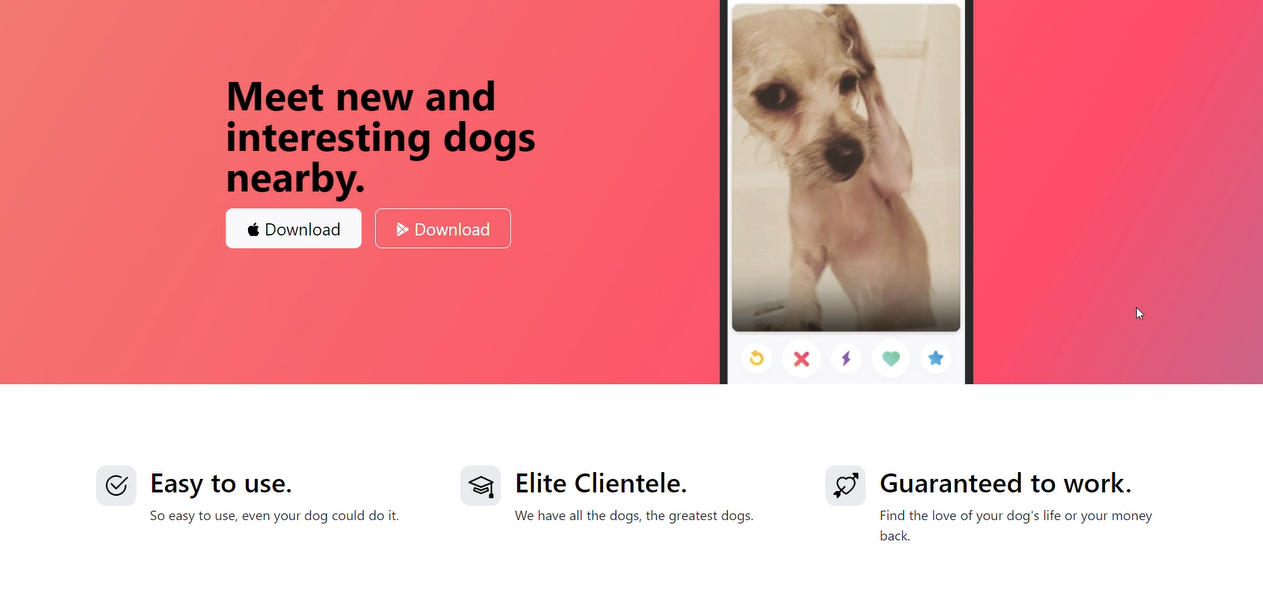 Meet new and
interesting dogs
nearby.
Download
Download
Easy to use.
So easy to use, even your dog could do it.
Elite Clientele.
We have all the dogs, the greatest dogs.
Guaranteed to work.
Find the love of your dog's life or your money
back.